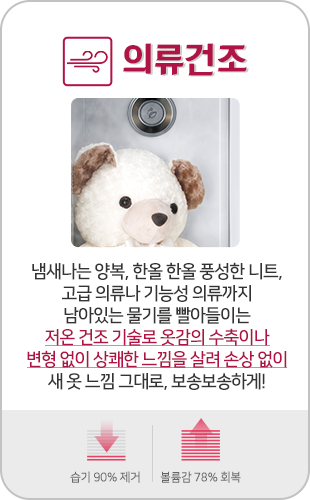 의류건조
냄새나는 양복, 한올 한올 풍성한 니트,
고급 의류나 기능성 의류까지
남아있는 물기를 빨아들이는
저온 건조 기술로 옷감의 수축이나
변형 없이 상쾌한 느낌을 살려 손상 없이
새 옷 느낌 그대로, 보송보송하게!
습기 90% 제거
볼륨감 78% 회복